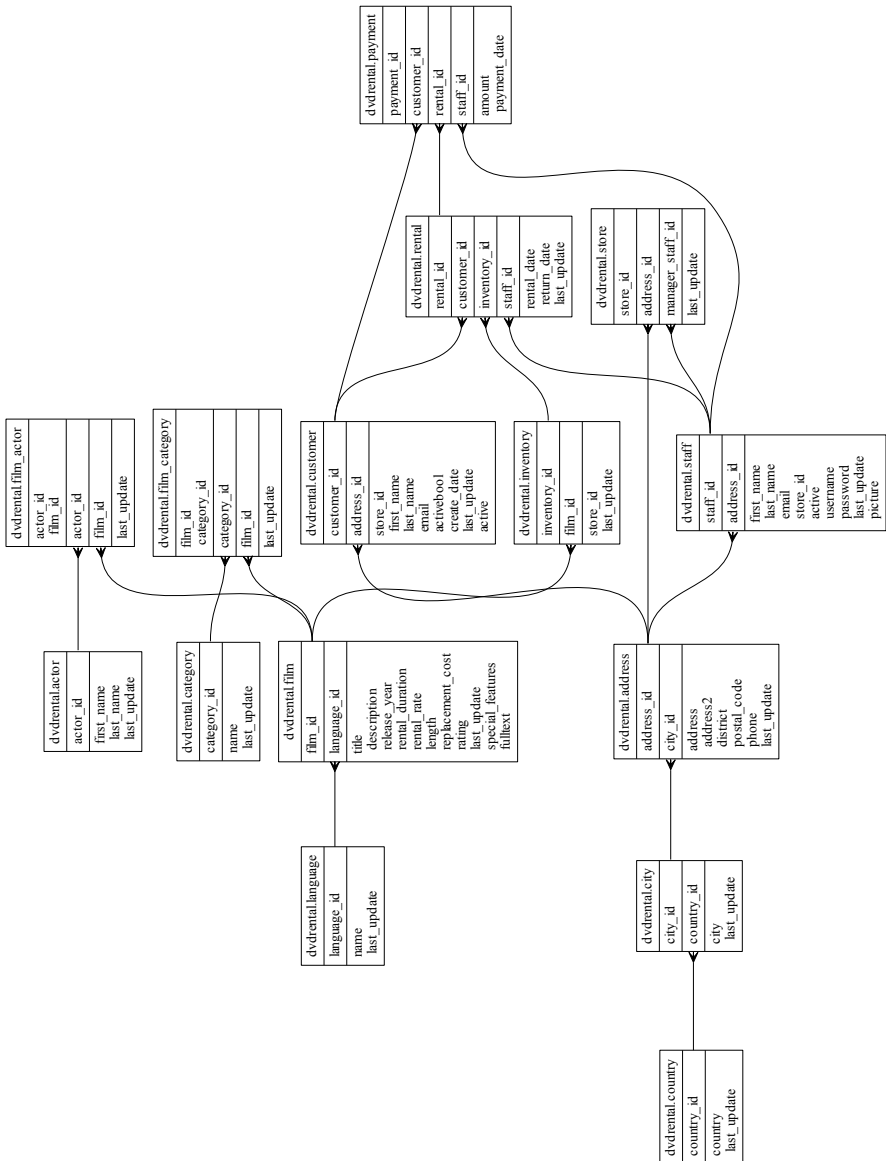 dvdrental.country
country_id
country
last_update
dvdrental.city
city_id
country_id
city
last_update
dvdrental.language
language_id
name
last_update
dvdrental.actor
actor_id
first_name
last_name
last_update
dvdrental.category
category_id
name
last_update
dvdrental.film
film_id
language_id
title
description
release_year
rental_duration
rental_rate
length
replacement_cost
rating
last_update
special_features
fulltext
dvdrental.address
address_id
city_id
address
address2
district
postal_code
phone
last_update
dvdrental.film_actor
actor_id
film_id
actor_id
film_id
last_update
dvdrental.film_category
film_id
category_id
category_id
film_id
last_update
dvdrental.customer
customer_id
address_id
store_id
first_name
last_name
email
activebool
create_date
last_update
active
dvdrental.inventory
inventory_id
film_id
store_id
last_update
dvdrental.staff
staff_id
address_id
first_name
last_name
email
store_id
active
username
password
last_update
picture
dvdrental.rental
rental_id
customer_id
inventory_id
staff_id
rental_date
return_date
last_update
dvdrental.store
store_id
address_id
manager_staff_id
last_update
dvdrental.payment
payment_id
customer_id
rental_id
staff_id
amount
payment_date